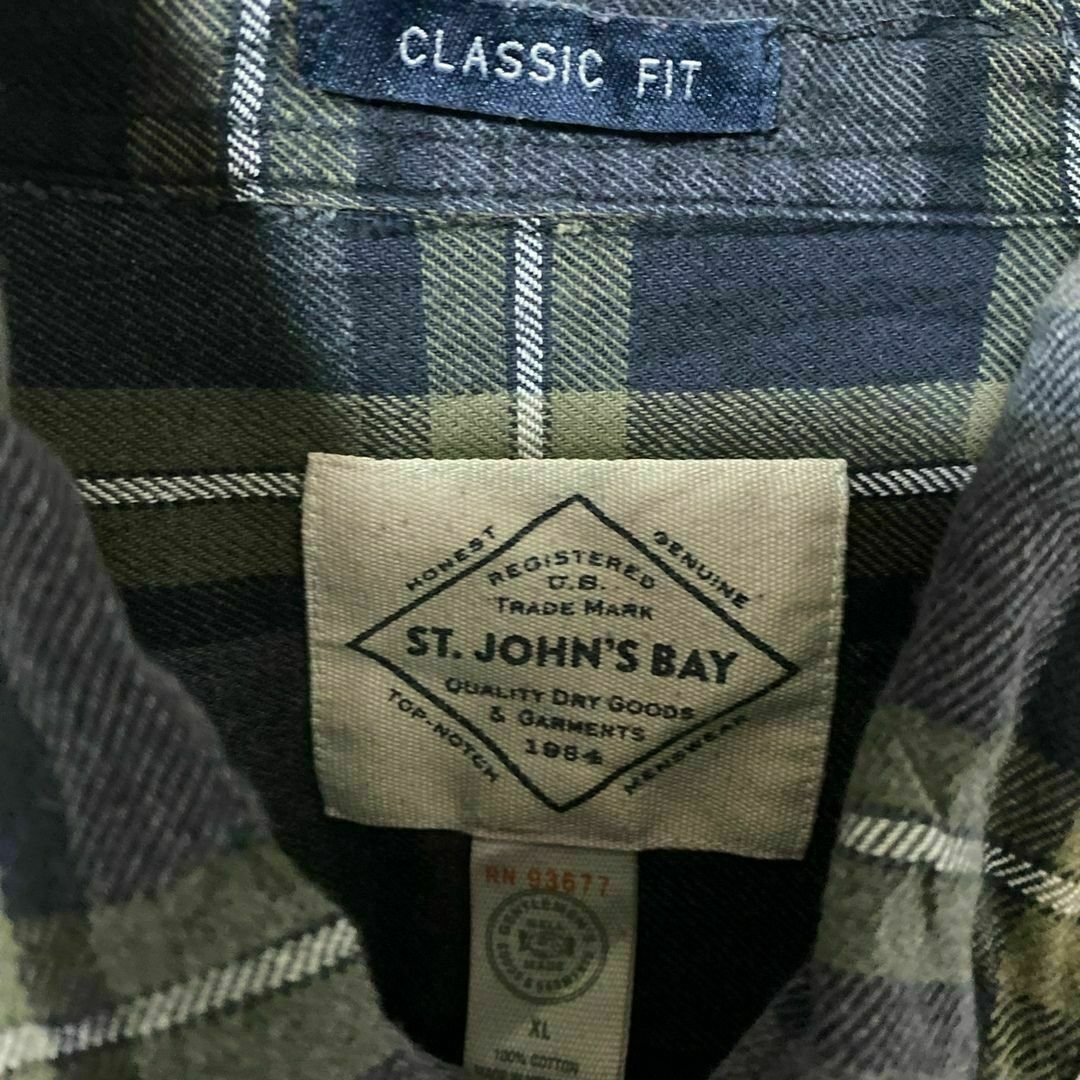 CLASSIC FIT
HONEST
GENUINE
REGISTERED
U.S.
TRADE MARK
ST. JOHN'S BAY
QUALITY DRY GOODS
& GARMENTS
1984
TOP-NOTCH
MENSWEAR
RN 93677
XL
100% COTTON